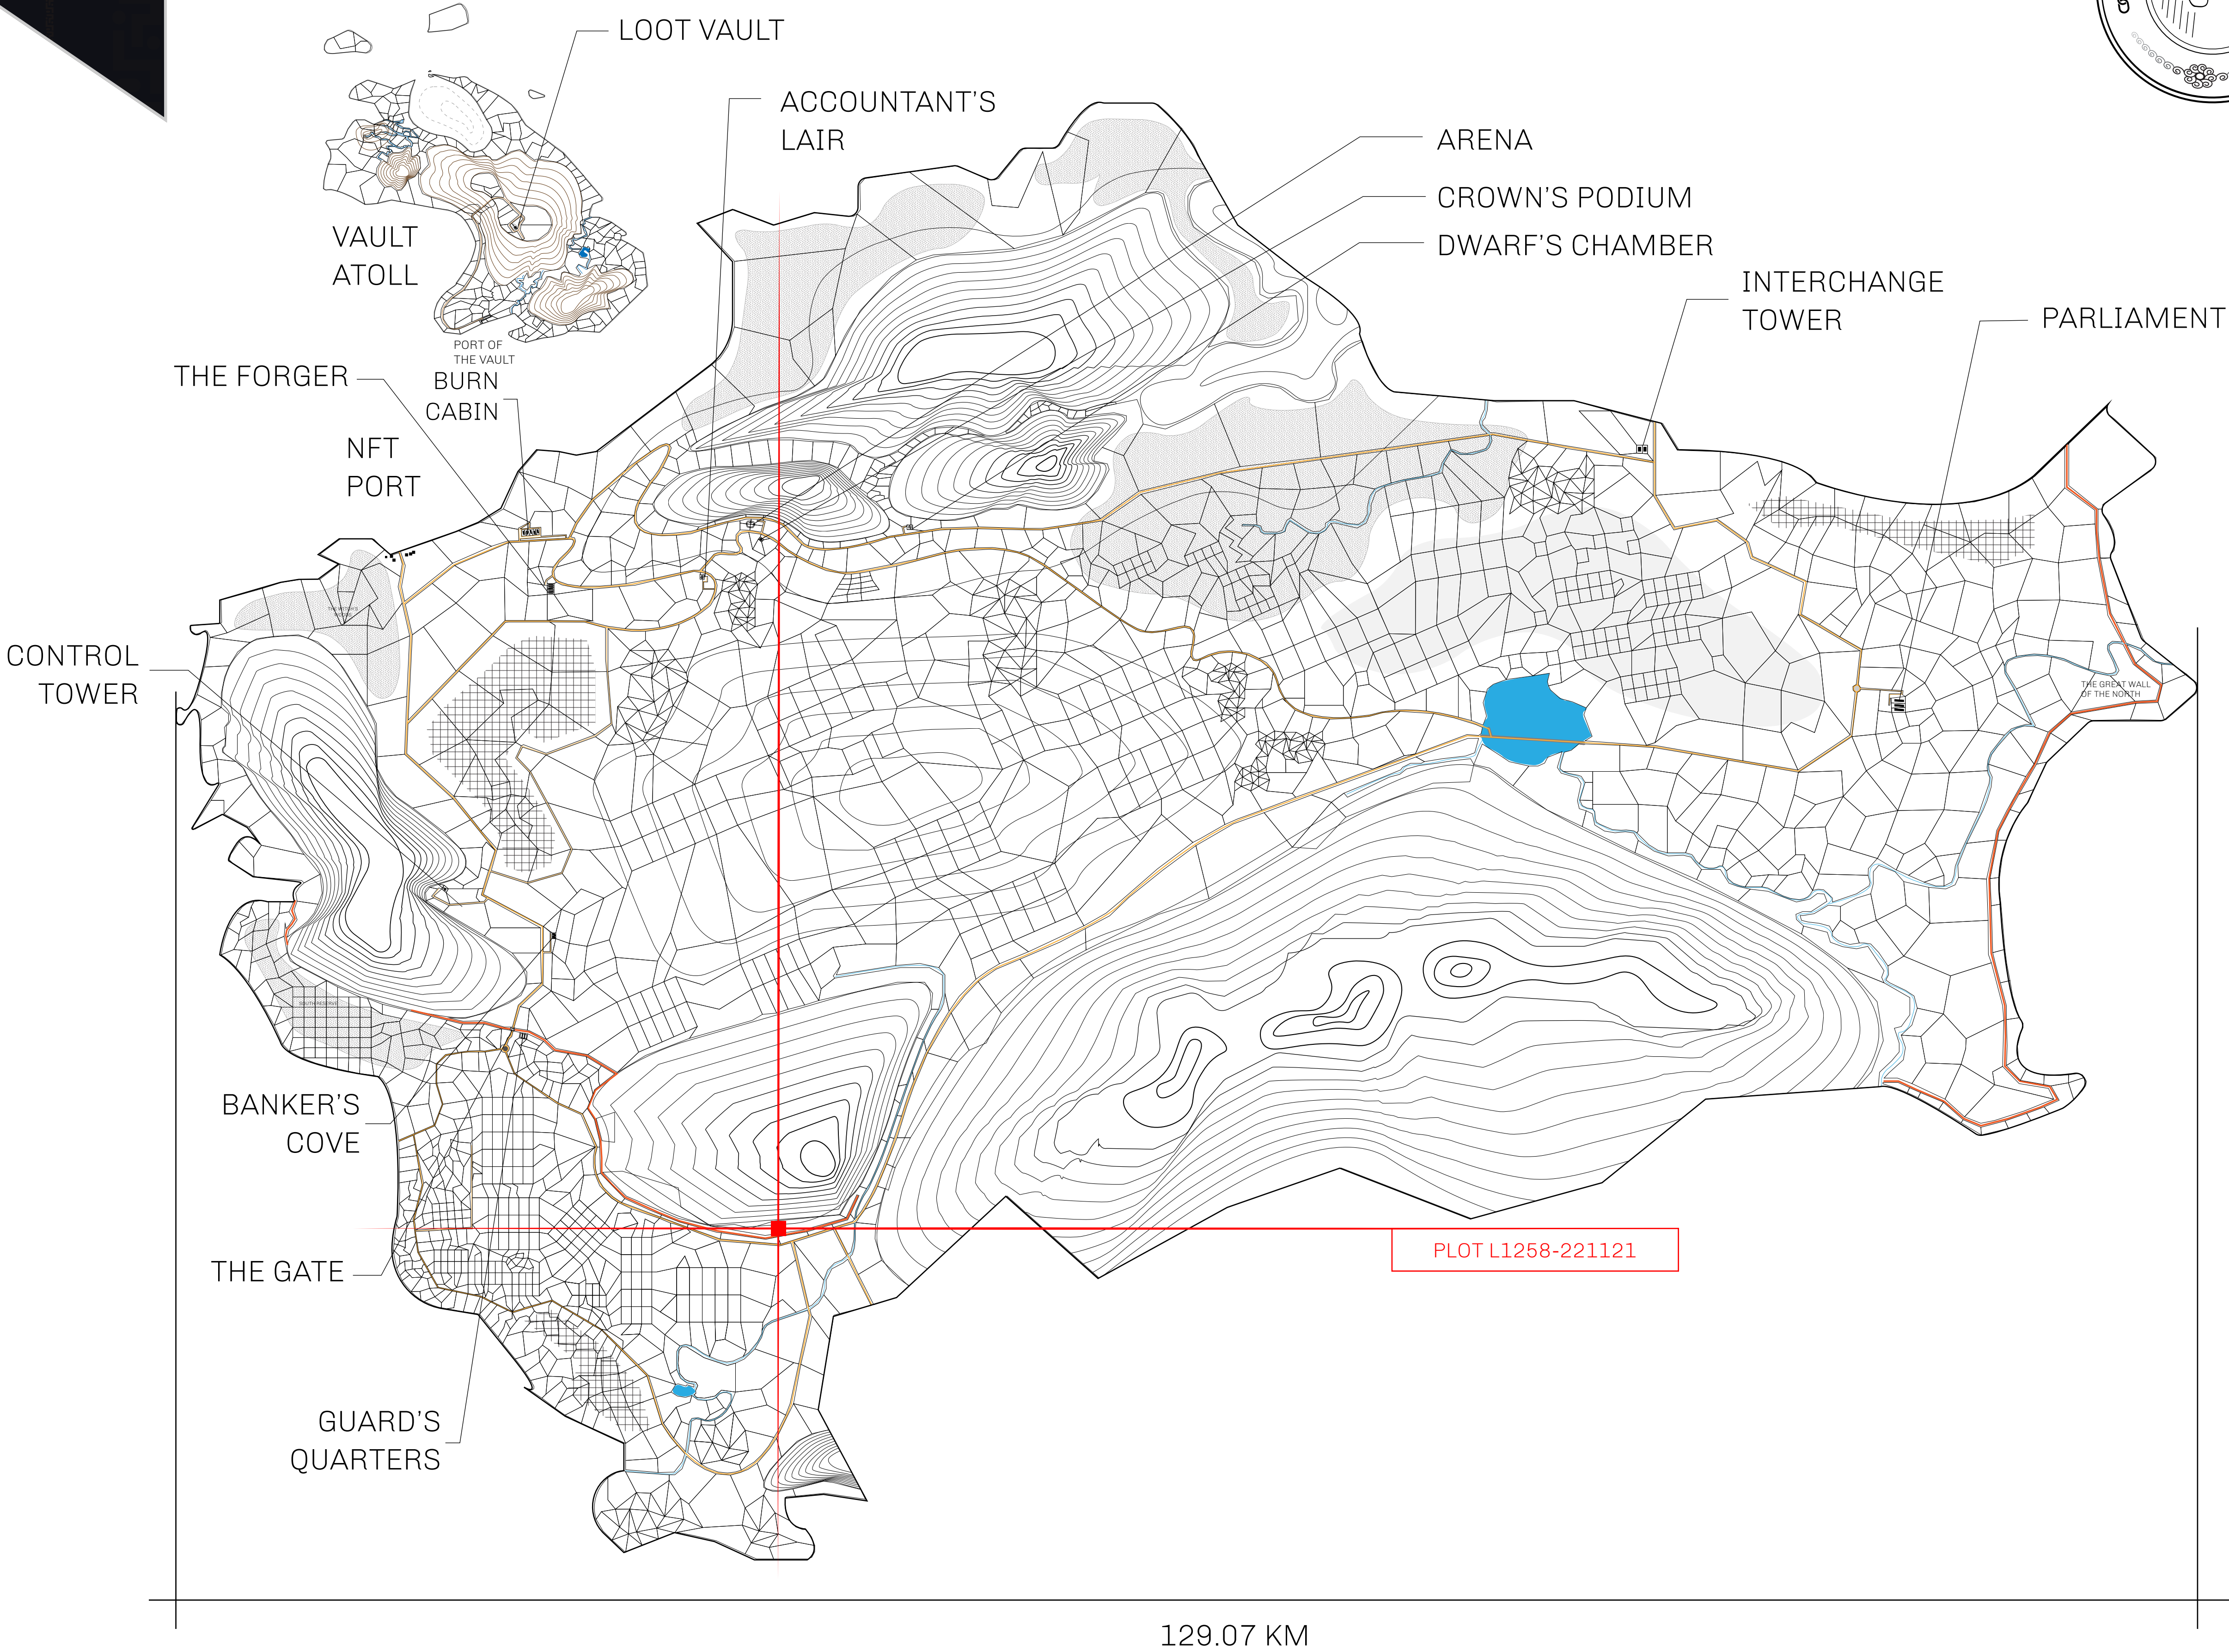 LOOT VAULT
ACCOUNTANT'S
LAIR
ARENA
CROWN'S PODIUM
DWARF'S CHAMBER
VAULT
ATOLL
INTERCHANGE
TOWER
PARLIAMENT
PORT OF
THE VAULT
THE FORGER
BURN
CABIN
NFT
PORT
CONTROL
TOWER
THE GREAT WALL
OF THE NORTH
SOUTH RESERVE
BANKER'S
COVE
THE GATE
PLOT L1258-221121
GUARD'S
QUARTERS
129.07 KM